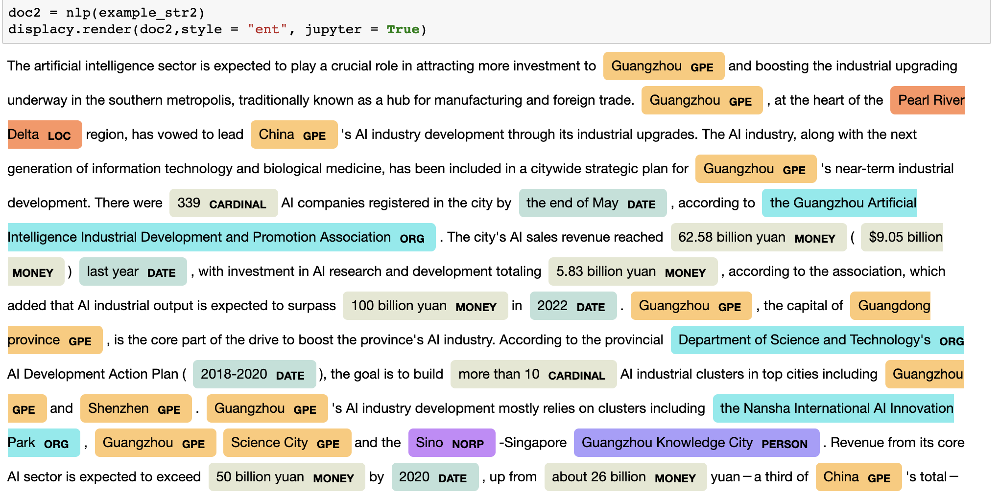 doc2 = nlp(example_str2)
displacy.render(doc2,style = "ent", jupyter = True)
The artificial intelligence sector is expected to play a crucial role in attracting more investment to Guangzhou GPE and boosting the industrial upgrading
underway in the southern metropolis, traditionally known as a hub for manufacturing and foreign trade. Guangzhou GPE , at the heart of the Pearl River
Delta LOC region, has vowed to lead China GPE 's AI industry development through its industrial upgrades. The AI industry, along with the next
generation of information technology and biological medicine, has been included in a citywide strategic plan for Guangzhou GPE 's near-term industrial
development. There were 339 CARDINAL AI companies registered in the city by the end of May DATE , according to the Guangzhou Artificial
Intelligence Industrial Development and Promotion Association ORG . The city's AI sales revenue reached 62.58 billion yuan MONEY ( $9.05 billion
MONEY ) last year DATE , with investment in AI research and development totaling 5.83 billion yuan MONEY , according to the association, which
added that AI industrial output is expected to surpass 100 billion yuan MONEY in 2022 DATE . Guangzhou GPE , the capital of Guangdong
province GPE , is the core part of the drive to boost the province's AI industry. According to the provincial Department of Science and Technology's ORG
AI Development Action Plan ( 2018-2020 DATE ), the goal is to build more than 10 CARDINAL AI industrial clusters in top cities including Guangzhou
GPE and Shenzhen GPE . Guangzhou GPE 's AI industry development mostly relies on clusters including the Nansha International AI Innovation
Park ORG , Guangzhou GPE Science City GPE and the Sino NORP -Singapore Guangzhou Knowledge City PERSON . Revenue from its core
AI sector is expected to exceed 50 billion yuan MONEY by 2020 DATE , up from about 26 billion MONEY yuan—a third of China GPE 's total—